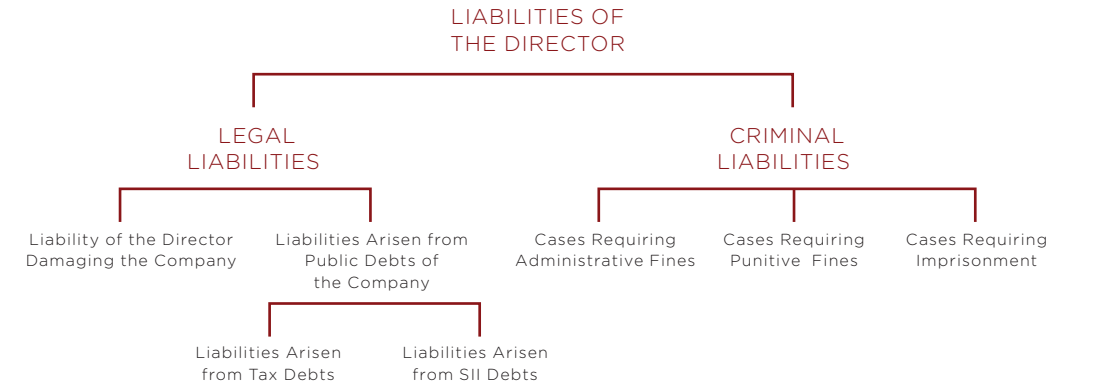 LIABILITIES OF
THE DIRECTOR
LEGAL
LIABILITIES
CRIMINAL
LIABILITIES
Liability of the Director
Damaging the Company
Liabilities Arisen from
Public Debts of
the Company
Cases Requiring
Administrative Fines
Cases Requiring
Punitive Fines
Cases Requiring
Imprisonment
Liabilities Arisen
from Tax Debts
Liabilities Arisen
from SII Debts